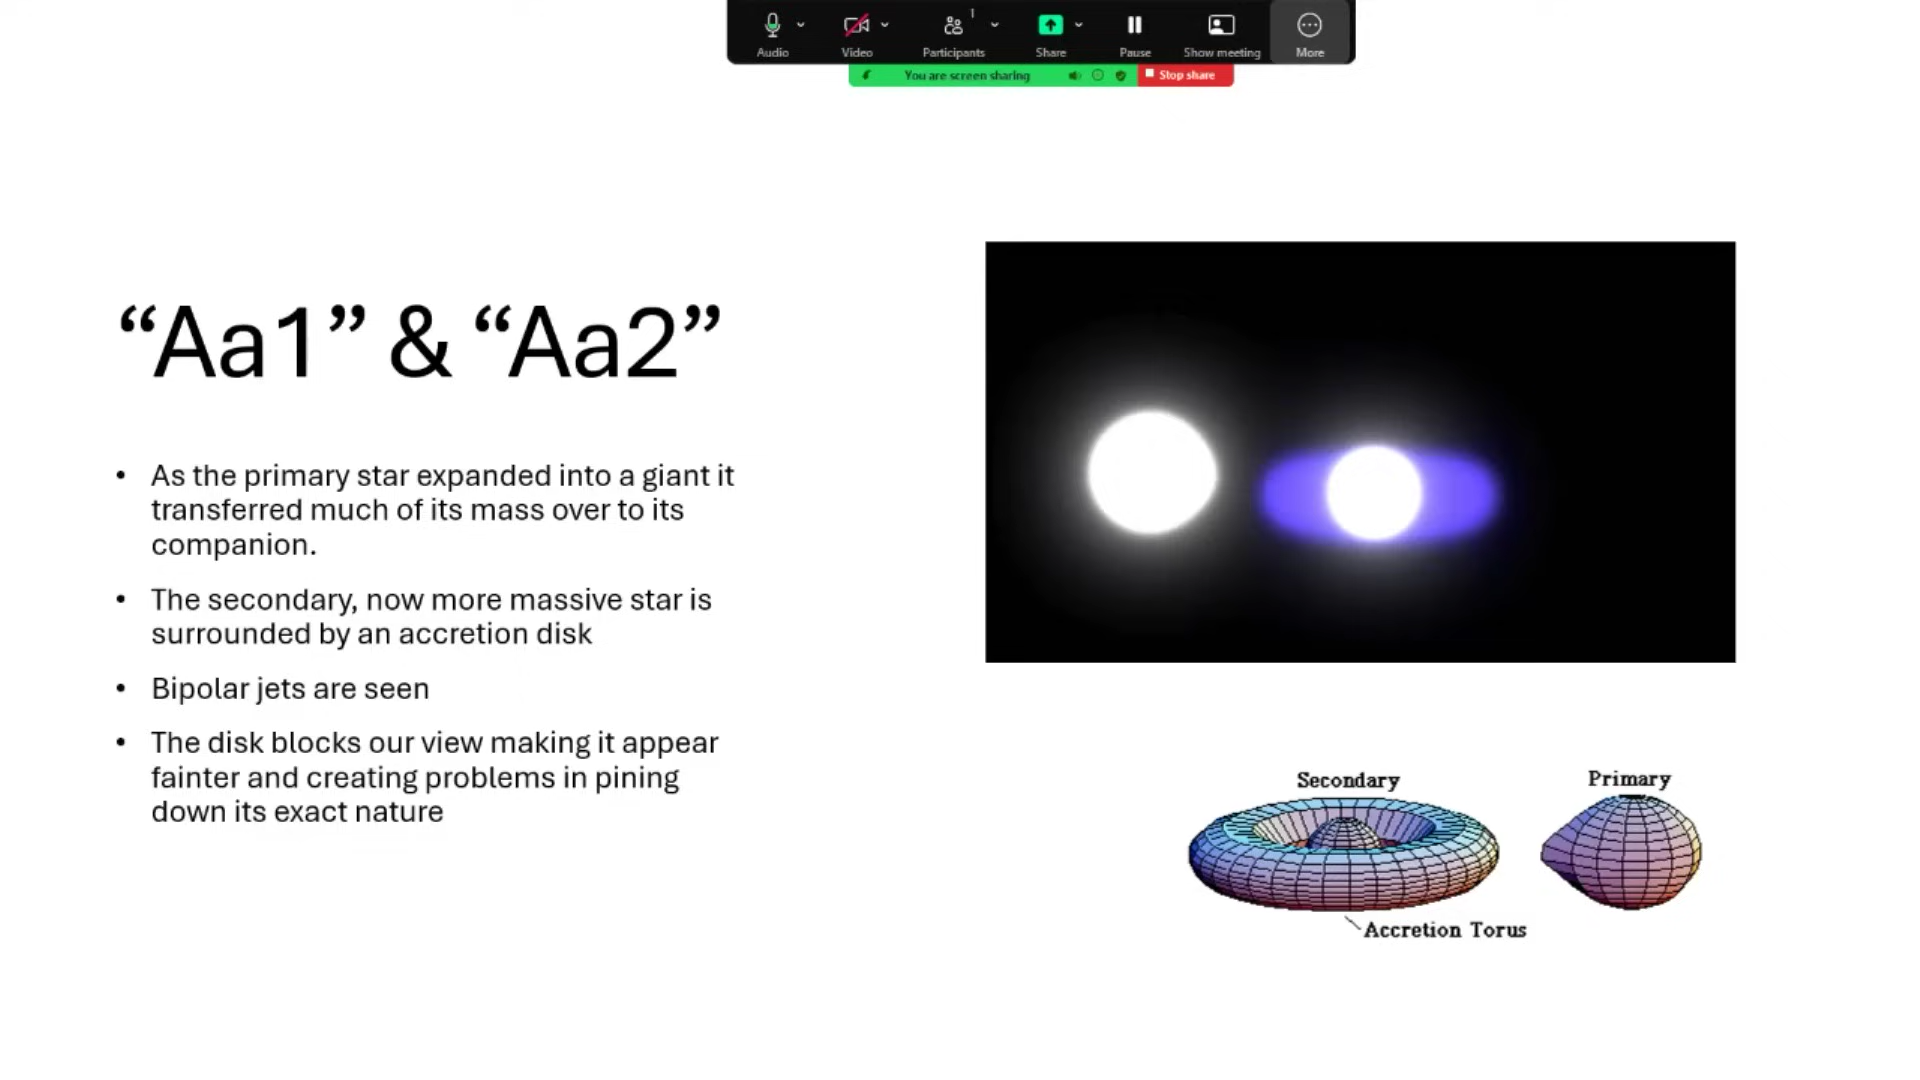 1
Audio Video Participants Share Pause Show meeting More
You are screen sharing Stop share
“Aa1” & “Aa2”
• As the primary star expanded into a giant it
transferred much of its mass over to its
companion.
• The secondary, now more massive star is
surrounded by an accretion disk
• Bipolar jets are seen
• The disk blocks our view making it appear
fainter and creating problems in pining
down its exact nature
Secondary Primary
Accretion Torus